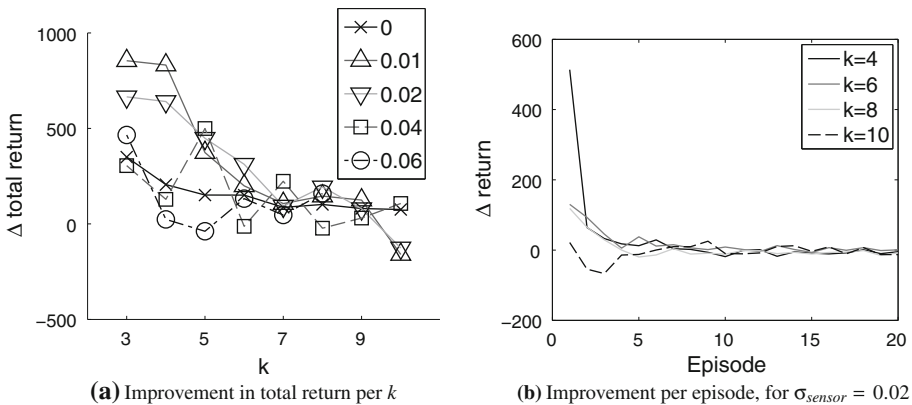 1000
500
0
−500
Δ total return
3
5
7
9
k
0
0.01
0.02
0.04
0.06
(a) Improvement in total return per k
600
400
200
0
−200
Δ return
0
5
10
15
20
Episode
k=4
k=6
k=8
k=10
(b) Improvement per episode, for σsensor = 0.02